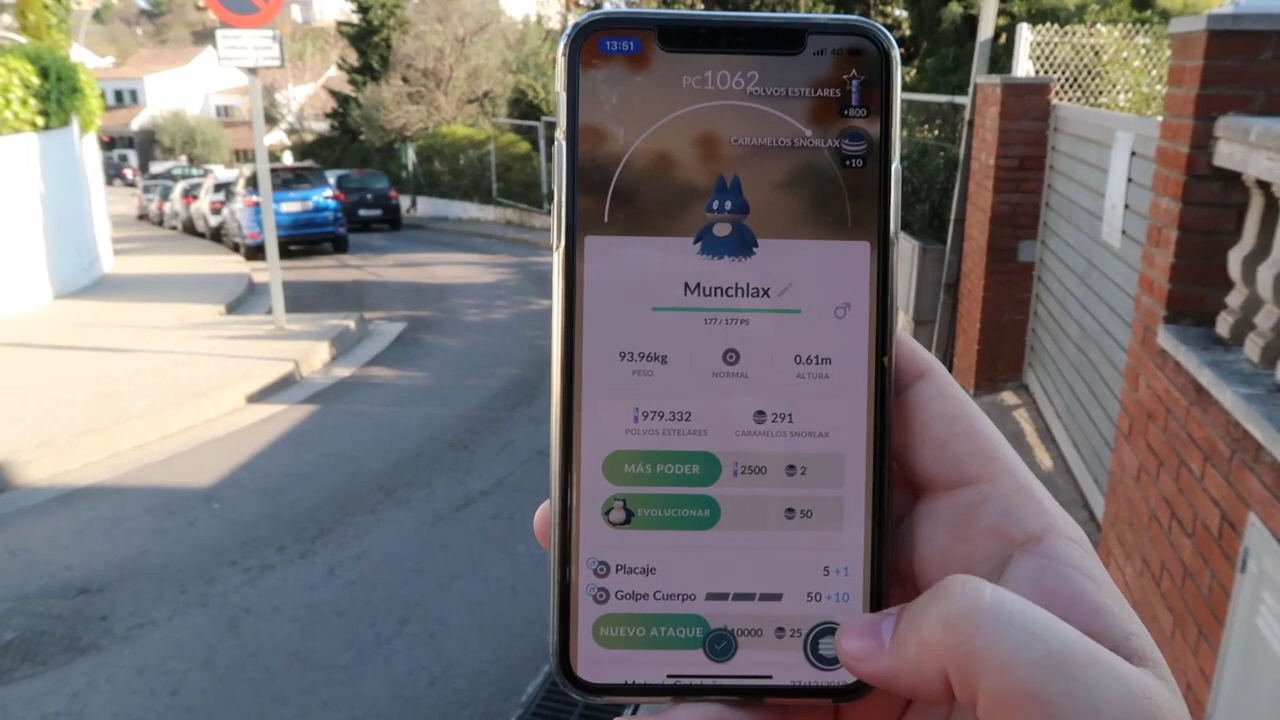 13:51
4G
PC1062
POLVOS ESTELARES
+800
CARAMELOS SNORLAX
+10
Munchlax
177 / 177 PS
93.96kg
PESO
NORMAL
0.61m
ALTURA
979.332
POLVOS ESTELARES
291
CARAMELOS SNORLAX
MÁS PODER
2500
2
EVOLUCIONAR
50
Placaje
5 +1
Golpe Cuerpo
50 +10
NUEVO ATAQUE
10000
25